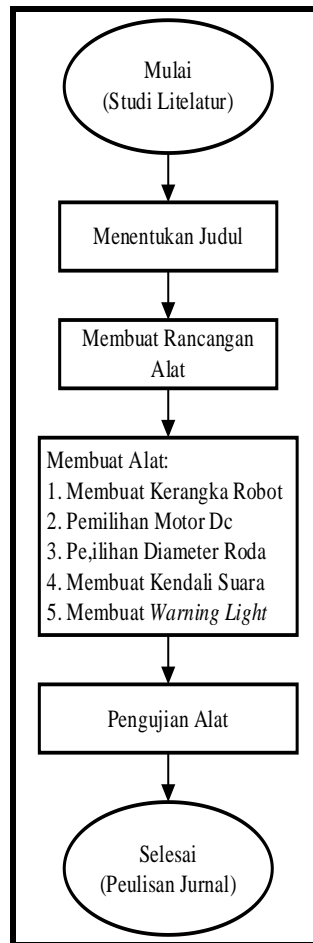 Mulai
(Studi Litelatur)
Menentukan Judul
Membuat Rancangan
Alat
Membuat Alat:
1. Membuat Kerangka Robot
2. Pemilihan Motor Dc
3. Pe,ilihan Diameter Roda
4. Membuat Kendali Suara
5. Membuat Warning Light
Pengujian Alat
Selesai
(Peulisan Jurnal)